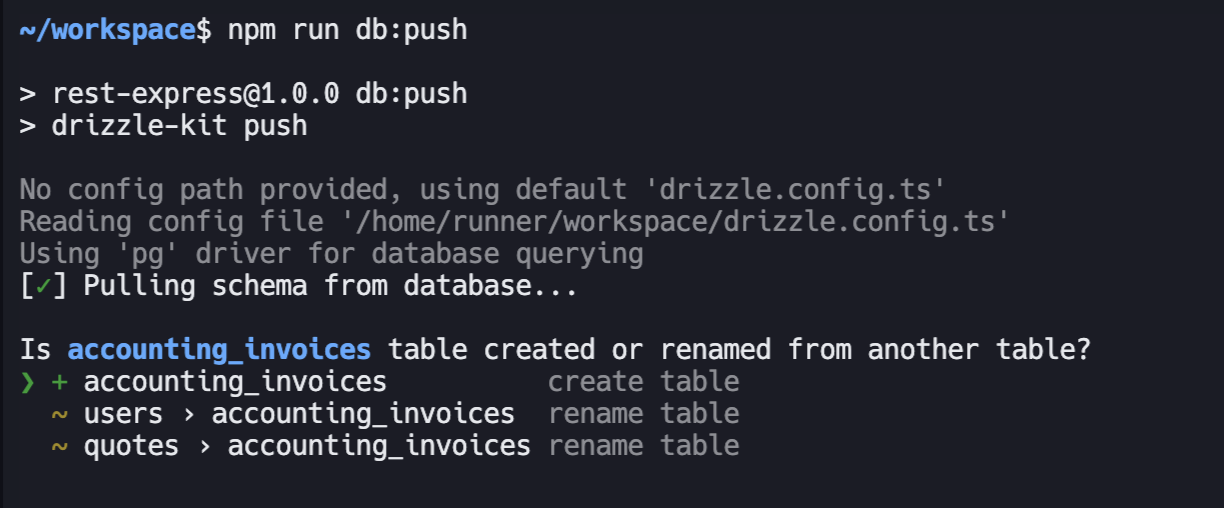 ~/workspace$ npm run db:push
> rest-express@1.0.0 db:push
> drizzle-kit push
No config path provided, using default 'drizzle.config.ts'
Reading config file '/home/runner/workspace/drizzle.config.ts'
Using 'pg' driver for database querying
[✓] Pulling schema from database...
Is accounting_invoices table created or renamed from another table?
❯ + accounting_invoices          create table
  ~ users › accounting_invoices  rename table
  ~ quotes › accounting_invoices rename table